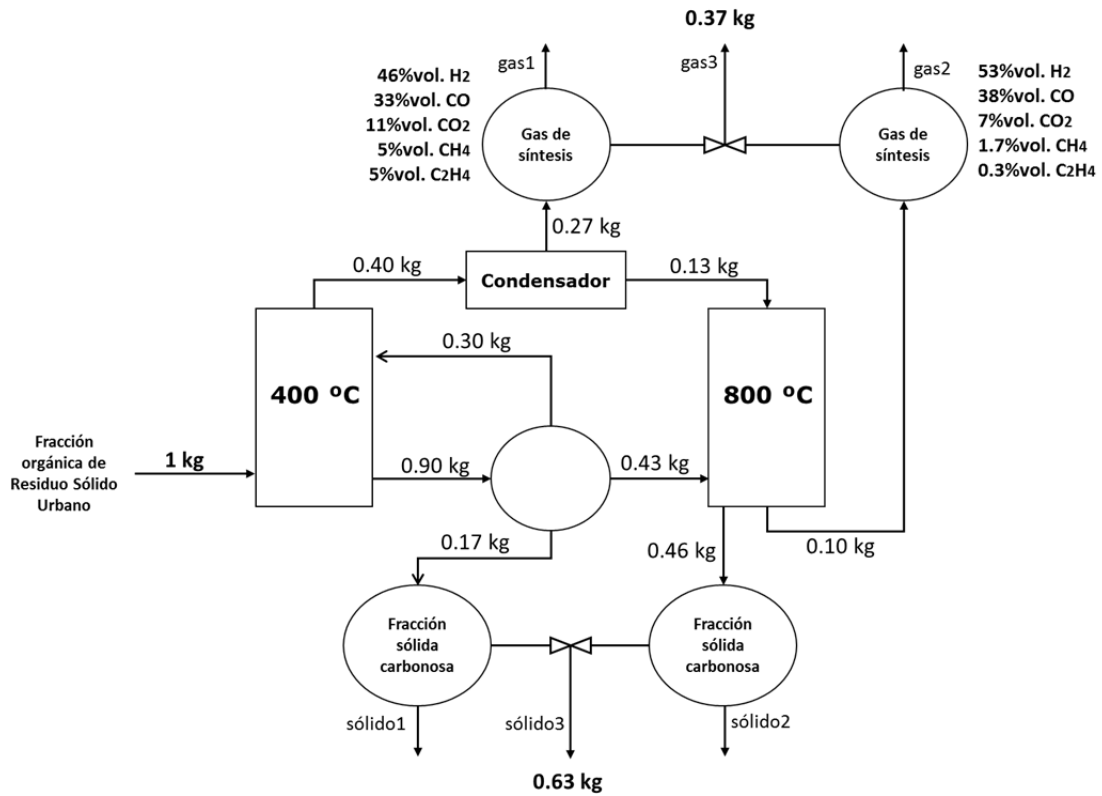 0.37 kg
gas1
gas3
gas2
46%vol. H2
33%vol. CO
11%vol. CO2
5%vol. CH4
5%vol. C2H4
Gas de
síntesis
Gas de
síntesis
53%vol. H2
38%vol. CO
7%vol. CO2
1.7%vol. CH4
0.3%vol. C2H4
0.27 kg
0.40 kg
Condensador
0.13 kg
0.30 kg
400 ºC
800 ºC
Fracción
orgánica de
Residuo Sólido
Urbano
1 kg
0.90 kg
0.43 kg
0.17 kg
0.46 kg
0.10 kg
Fracción
sólida
carbonosa
Fracción
sólida
carbonosa
sólido1
sólido3
sólido2
0.63 kg